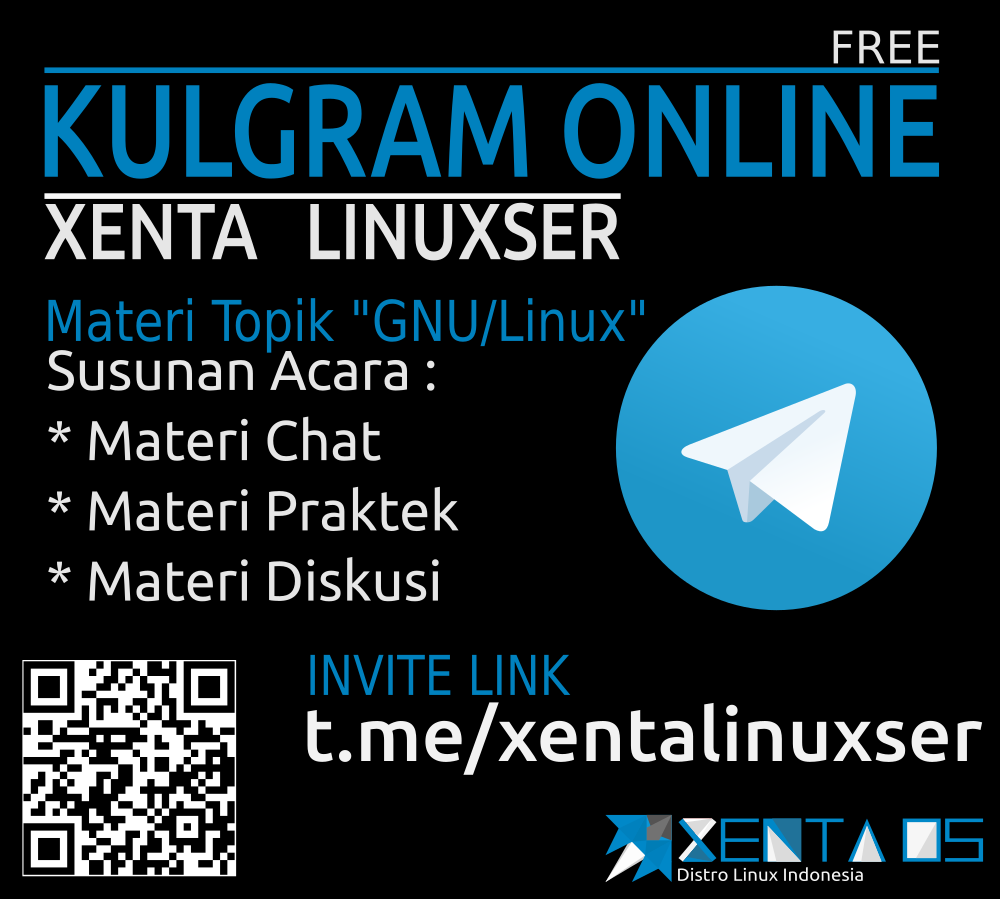 FREE
KULGRAM ONLINE
XENTA LINUXSER
Materi Topik "GNU/Linux"
Susunan Acara :
* Materi Chat
* Materi Praktek
* Materi Diskusi
INVITE LINK
t.me/xentalinuxser
XENTA OS
Distro Linux Indonesia